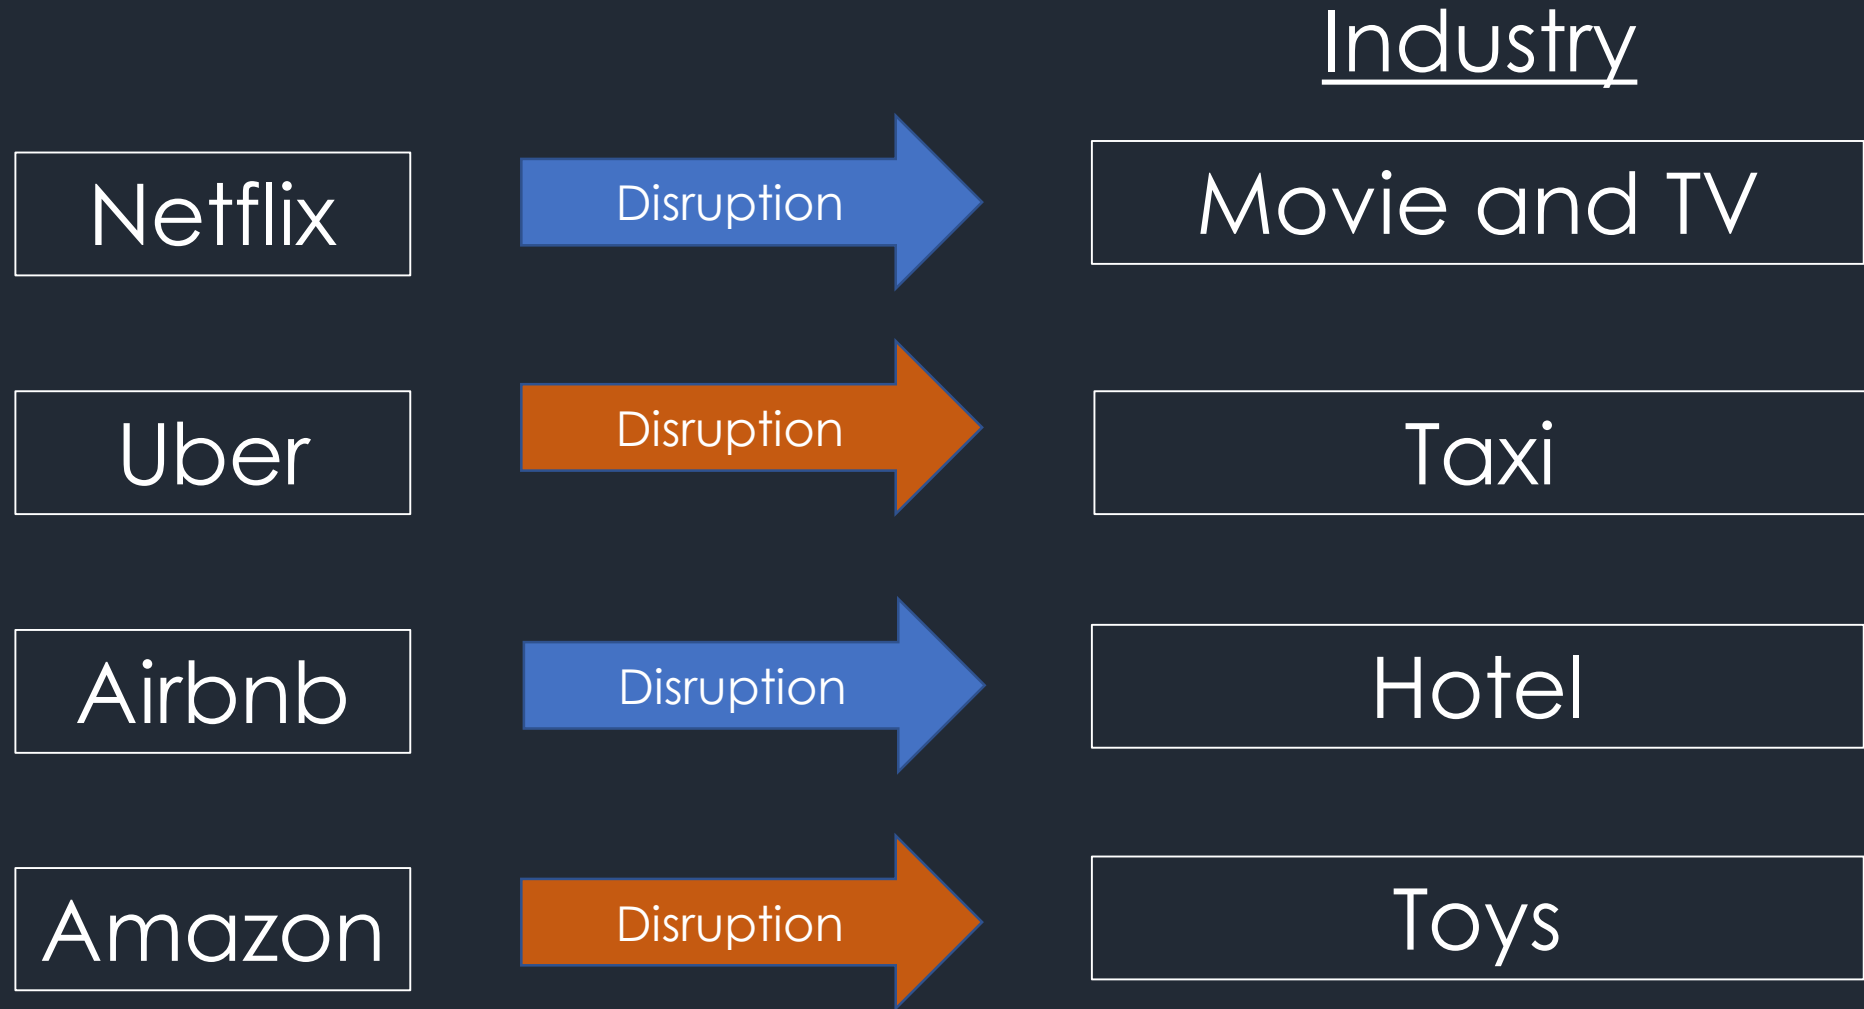 Industry
Netflix
Disruption
Movie and TV
Uber
Disruption
Taxi
Airbnb
Disruption
Hotel
Amazon
Disruption
Toys